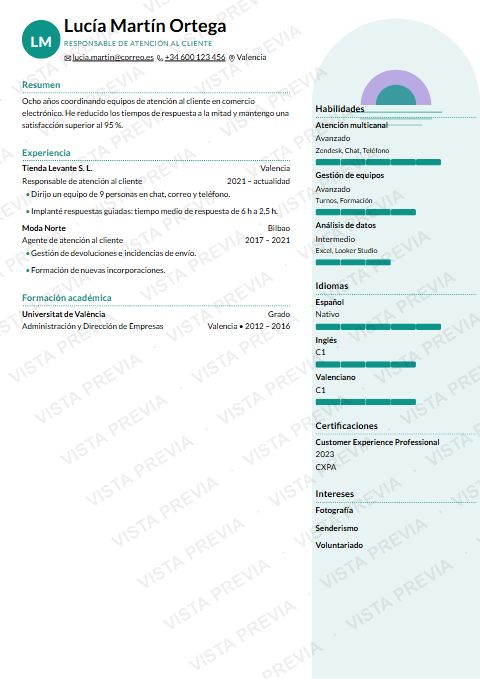 LM
Lucía Martín Ortega
RESPONSABLE DE ATENCIÓN AL CLIENTE
lucia.martin@correo.es +34 600 123 456 Valencia
Resumen
Ocho años coordinando equipos de atención al cliente en comercio
electrónico. He reducido los tiempos de respuesta a la mitad y mantengo una
satisfacción superior al 95 %.
Experiencia
Tienda Levante S. L. Valencia
Responsable de atención al cliente 2021 – actualidad
• Dirijo un equipo de 9 personas en chat, correo y teléfono.
• Implanté respuestas guiadas: tiempo medio de respuesta de 6 h a 2,5 h.
Moda Norte Bilbao
Agente de atención al cliente 2017 – 2021
• Gestión de devoluciones e incidencias de envío.
• Formación de nuevas incorporaciones.
Formación académica
Universitat de València Grado
Administración y Dirección de Empresas Valencia • 2012 – 2016
Habilidades
Atención multicanal
Avanzado
Zendesk, Chat, Teléfono
Gestión de equipos
Avanzado
Turnos, Formación
Análisis de datos
Intermedio
Excel, Looker Studio
Idiomas
Español
Nativo
Inglés
C1
Valenciano
C1
Certificaciones
Customer Experience Professional
2023
CXPA
Intereses
Fotografía
Senderismo
Voluntariado
VISTA PREVIA